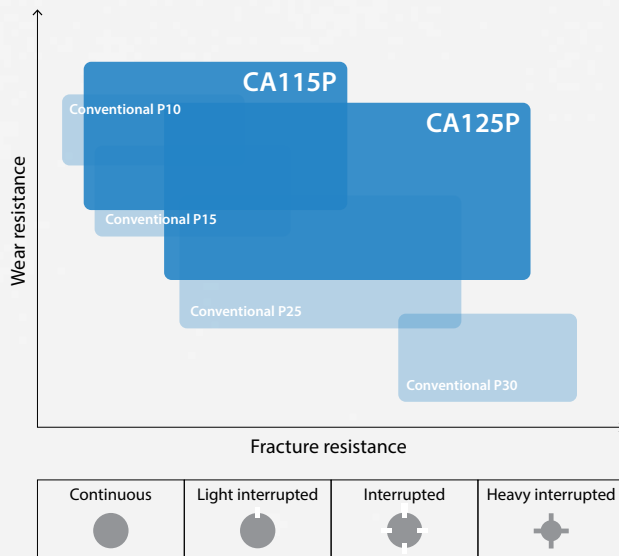 CA115P
Conventional P10
CA125P
Conventional P15
Conventional P25
Conventional P30
Wear resistance
Fracture resistance
Continuous
Light interrupted
Interrupted
Heavy interrupted